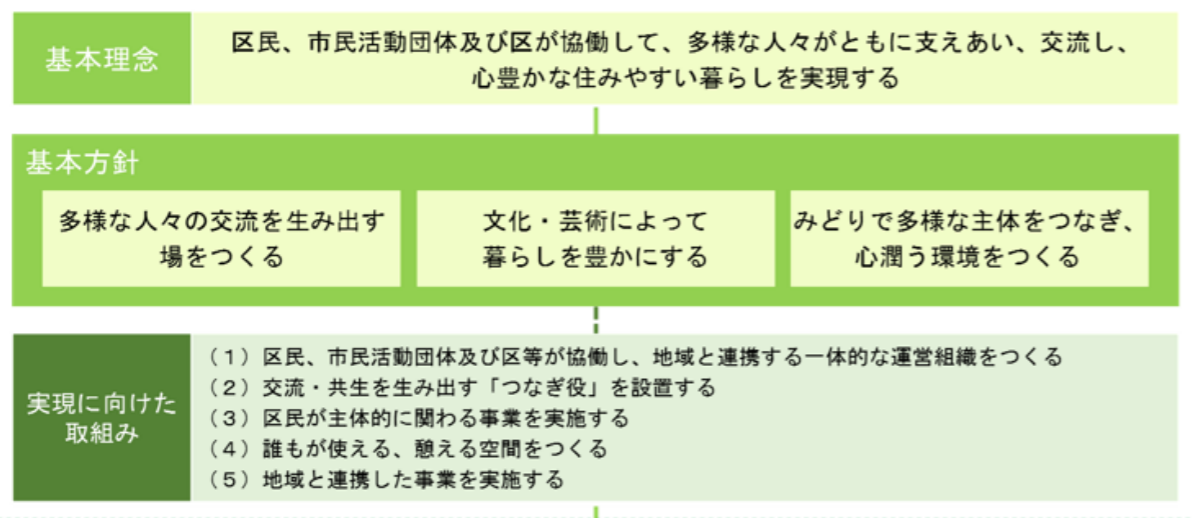 基本理念
区民、市民活動団体及び区が協働して、多様な人々がともに支えあい、交流し、
心豊かな住みやすい暮らしを実現する
基本方針
多様な人々の交流を生み出す
場をつくる
文化・芸術によって
暮らしを豊かにする
みどりで多様な主体をつなぎ、
心潤う環境をつくる
実現に向けた
取組み
（１）区民、市民活動団体及び区等が協働し、地域と連携する一体的な運営組織をつくる
（２）交流・共生を生み出す「つなぎ役」を設置する
（３）区民が主体的に関わる事業を実施する
（４）誰もが使える、憩える空間をつくる
（５）地域と連携した事業を実施する